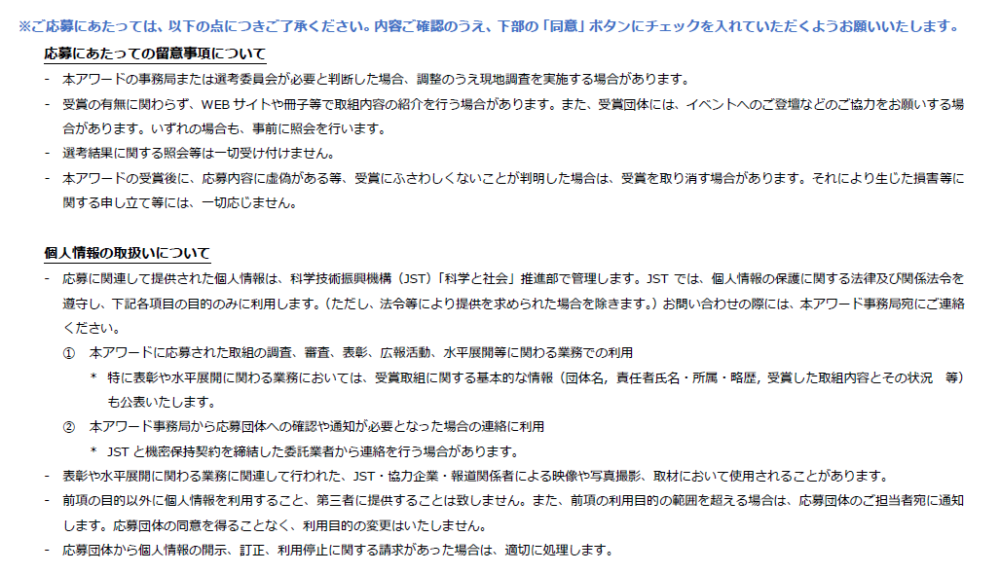 ※ご応募にあたっては、以下の点につきご了承ください。内容ご確認のうえ、下部の「同意」ボタンにチェックを入れていただくようお願いいたします。
応募にあたっての留意事項について
- 本アワードの事務局または選考委員会が必要と判断した場合、調整のうえ現地調査を実施する場合があります。
- 受賞の有無に関わらず、WEBサイトや冊子等で取組内容の紹介を行う場合があります。また、受賞団体には、イベントへのご登壇などのご協力をお願いする場
合があります。いずれの場合も、事前に照会を行います。
- 選考結果に関する照会等は一切受け付けません。
- 本アワードの受賞後に、応募内容に虚偽がある等、受賞にふさわしくないことが判明した場合は、受賞を取り消す場合があります。それにより生じた損害等に
関する申し立て等には、一切応じません。
個人情報の取扱いについて
- 応募に関連して提供された個人情報は、科学技術振興機構（JST）「科学と社会」推進部で管理します。JST では、個人情報の保護に関する法律及び関係法令を
遵守し、下記各項目の目的のみに利用します。（ただし、法令等により提供を求められた場合を除きます。）お問い合わせの際には、本アワード事務局宛にご連絡
ください。
① 本アワードに応募された取組の調査、審査、表彰、広報活動、水平展開等に関わる業務での利用
* 特に表彰や水平展開に関わる業務においては、受賞取組に関する基本的な情報（団体名，責任者氏名・所属・略歴，受賞した取組内容とその状況　等）
も公表いたします。
② 本アワード事務局から応募団体への確認や通知が必要となった場合の連絡に利用
* JST と機密保持契約を締結した委託業者から連絡を行う場合があります。
- 表彰や水平展開に関わる業務に関連して行われた、JST・協力企業・報道関係者による映像や写真撮影、取材において使用されることがあります。
- 前項の目的以外に個人情報を利用すること、第三者に提供することは致しません。また、前項の利用目的の範囲を超える場合は、応募団体のご担当者宛に通知
します。応募団体の同意を得ることなく、利用目的の変更はいたしません。
- 応募団体から個人情報の開示、訂正、利用停止に関する請求があった場合は、適切に処理します。